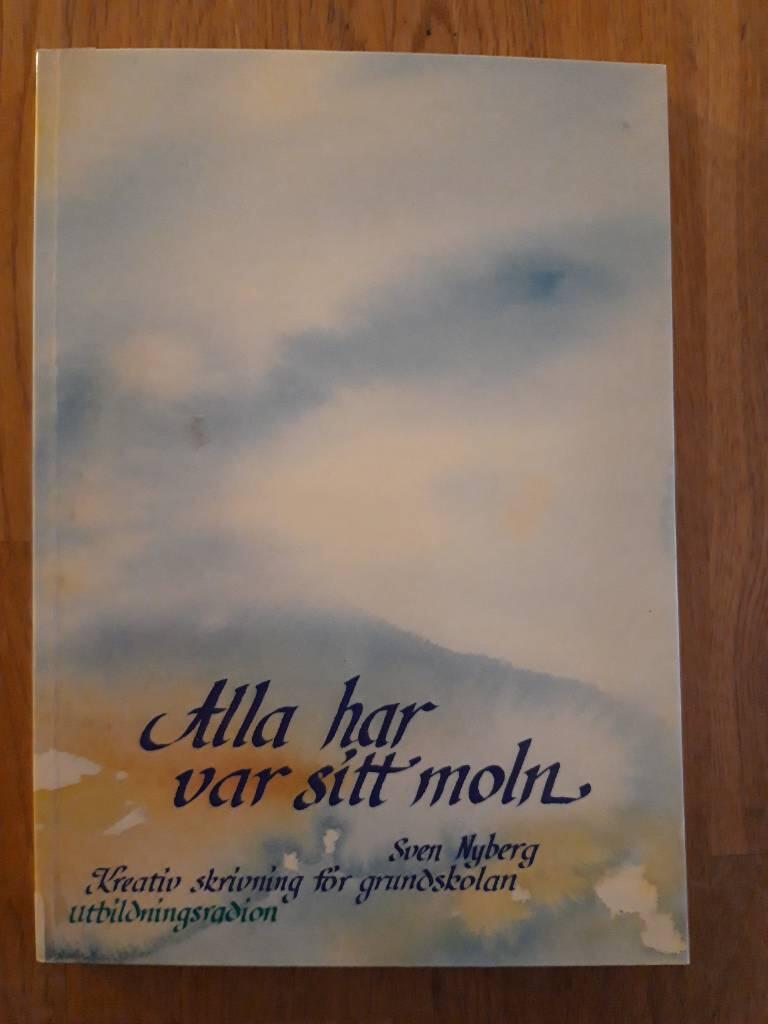 Alla har
var sitt moln
Sven Nyberg
Kreativ skrivning för grundskolan
utbildningsradion